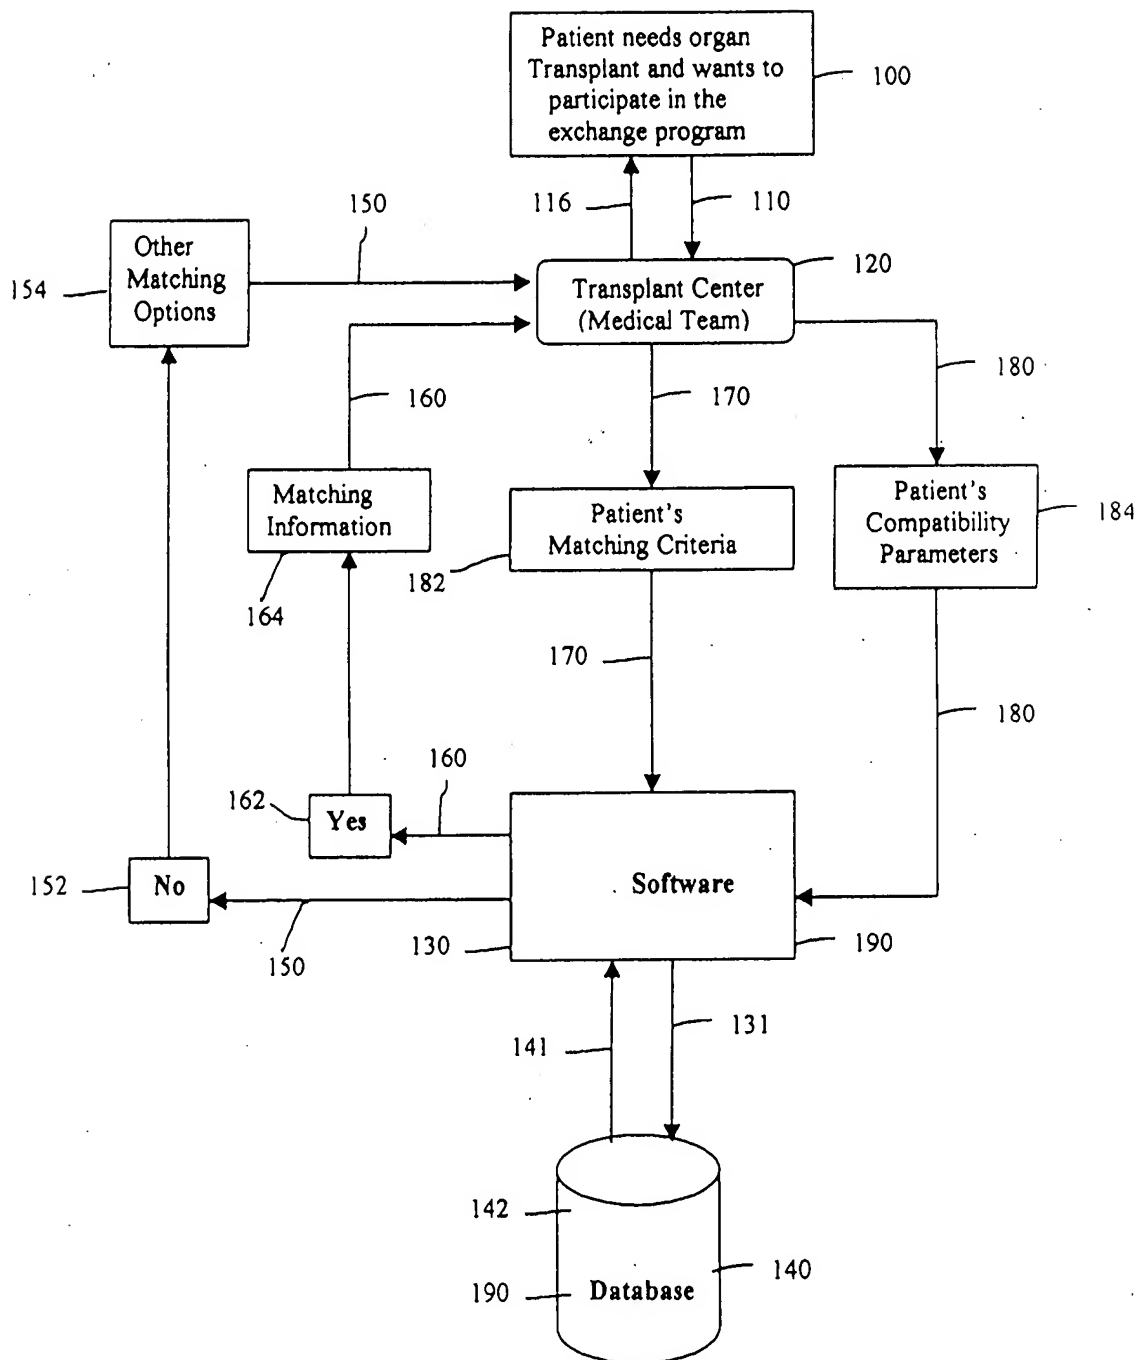 Patient needs organ
Transplant and wants to
participate in the
exchange program
100
116
110
150
Other
Matching
Options
154
120
Transplant Center
(Medical Team)
180
160
170
Matching
Information
164
Patient's
Matching Criteria
182
Patient's
Compatibility
Parameters
184
170
180
160
162
Yes
152
No
150
Software
130
190
141
131
142
140
190
Database